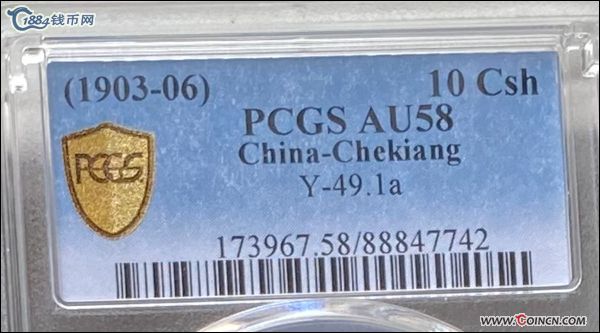 1884钱币网
(1903-06) 10 Csh
PCGS AU58
China-Chekiang
PCGS
Y-49.1a
173967.58/88847742
WWW.COINCN.COM